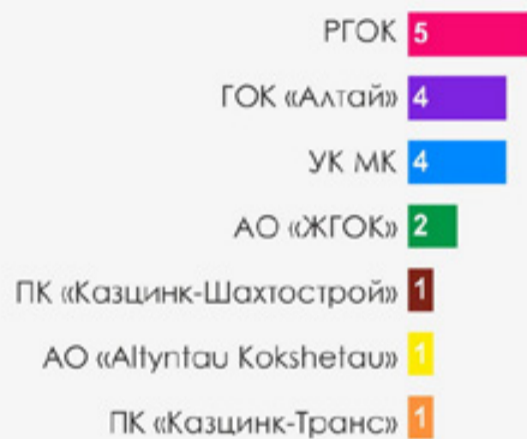 РГОК 5
ГОК «Алтай» 4
УК МК 4
АО «ЖГОК» 2
ПК «Казцинк-Шахтострой» 1
АО «Altyntau Kokshetau» 1
ПК «Казцинк-Транс» 1